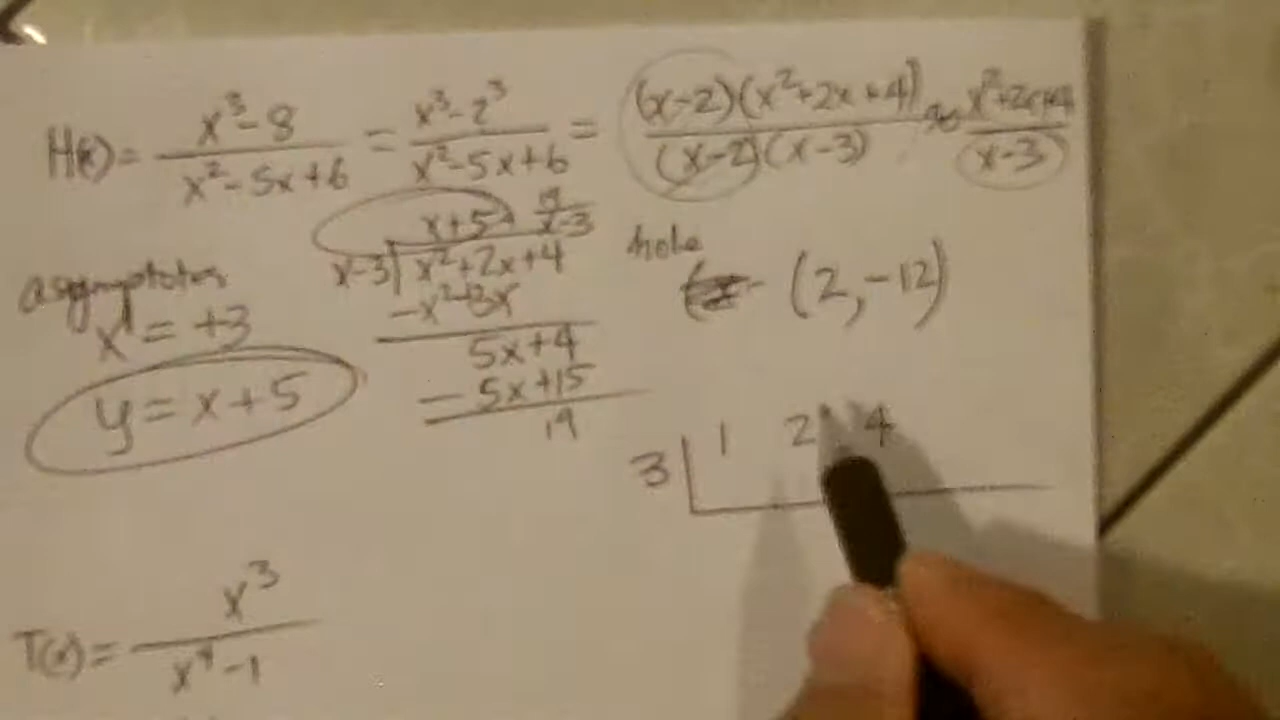 H(x) = x³-8 / x²-5x+6 = x³-2³ / x²-5x+6 = (x-2)(x²+2x+4) / (x-2)(x-3) ≈ x²+2x+4 / x-3
asymptotes
x = +3
y = x+5
x+5+ 19/x-3
x-3 | x²+2x+4
-x²-3x
5x+4
- 5x+15
19
hole
(2,-12)
3 | 1 2 4
T(x) = x³ / x⁴-1